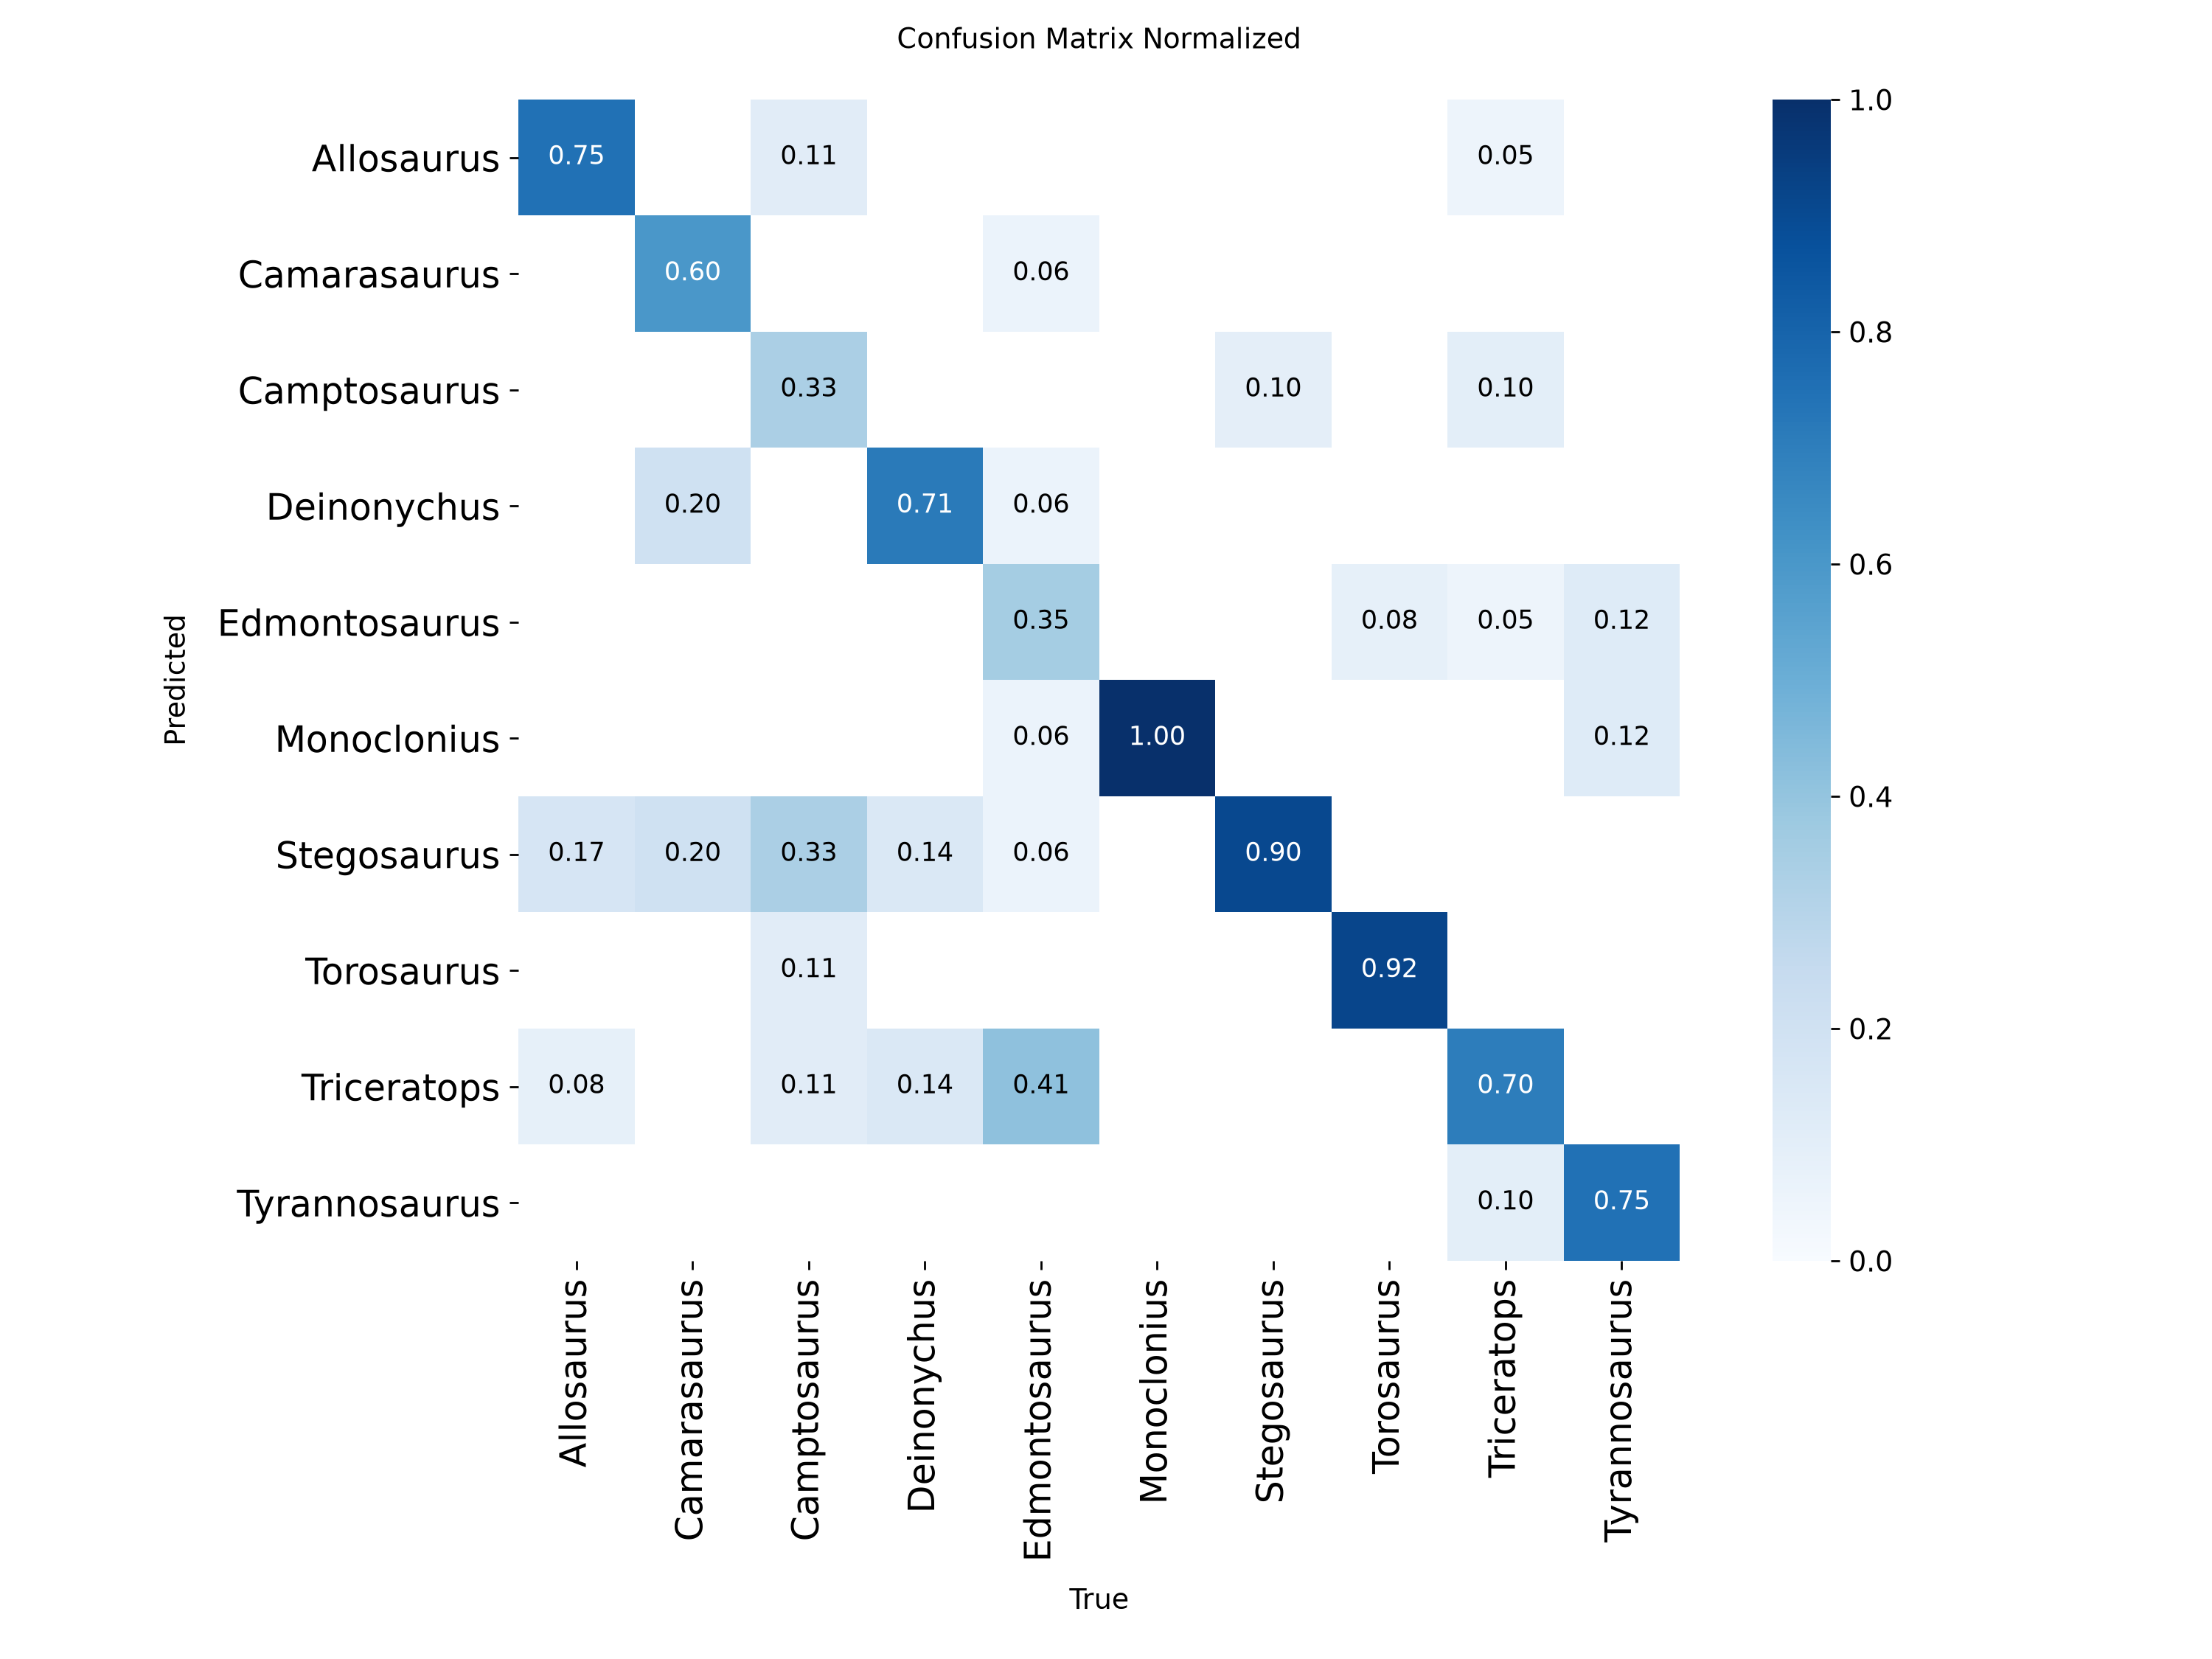 Confusion Matrix Normalized
Allosaurus 0.75 0.11 0.05
Camarasaurus 0.60 0.06
Camptosaurus 0.33 0.10 0.10
Deinonychus 0.20 0.71 0.06
Edmontosaurus 0.35 0.08 0.05 0.12
Monoclonius 0.06 1.00 0.12
Stegosaurus 0.17 0.20 0.33 0.14 0.06 0.90
Torosaurus 0.11 0.92
Triceratops 0.08 0.11 0.14 0.41 0.70
Tyrannosaurus 0.10 0.75
Predicted
Allosaurus
Camarasaurus
Camptosaurus
Deinonychus
Edmontosaurus
Monoclonius
Stegosaurus
Torosaurus
Triceratops
Tyrannosaurus
True
1.0
0.8
0.6
0.4
0.2
0.0